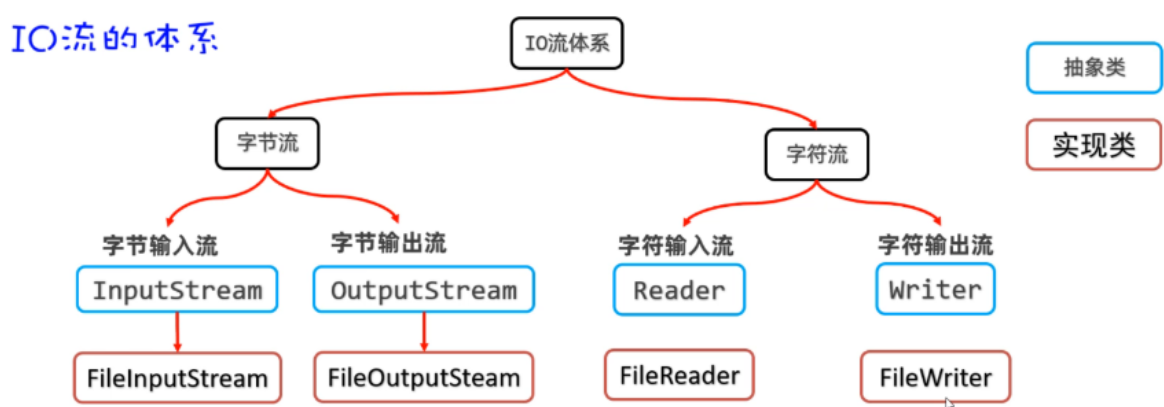 IO流的体系
IO流体系
抽象类
字节流
字符流
实现类
字节输入流
字节输出流
字符输入流
字符输出流
InputStream
OutputStream
Reader
Writer
FileInputStream
FileOutputSteam
FileReader
FileWriter